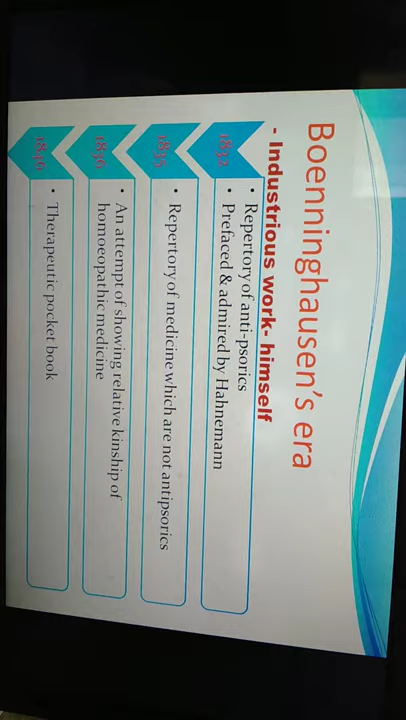 Boenninghausen's era
- Industrious work- himself
1832
• Repertory of anti-psorics
• Prefaced & admired by Hahnemann
1835
• Repertory of medicine which are not antipsorics
1836
• An attempt of showing relative kinship of
homoeopathic medicine
1846
• Therapeutic pocket book